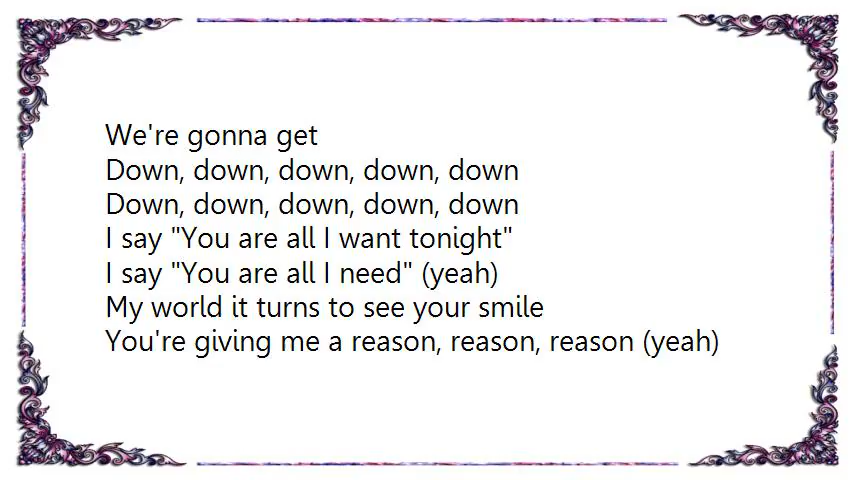 We're gonna get
Down, down, down, down, down
Down, down, down, down, down
I say "You are all I want tonight"
I say "You are all I need" (yeah)
My world it turns to see your smile
You're giving me a reason, reason, reason (yeah)